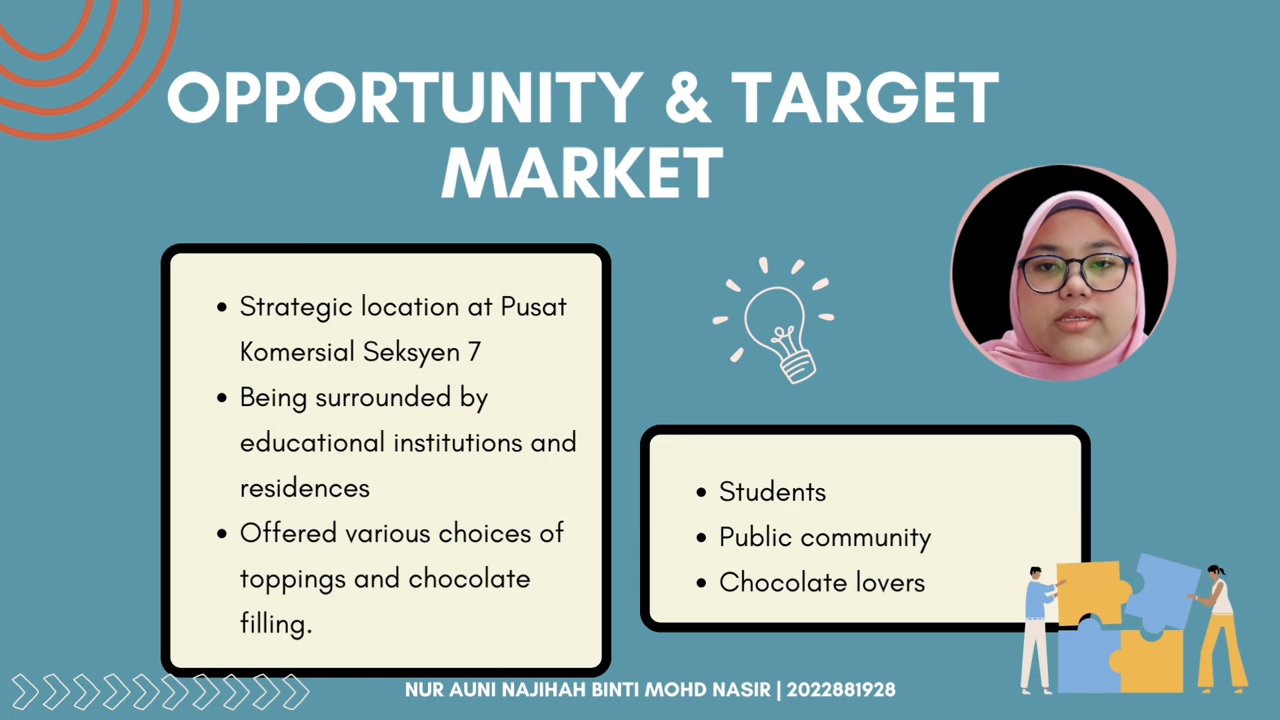 OPPORTUNITY & TARGET
MARKET
• Strategic location at Pusat
Komersial Seksyen 7
• Being surrounded by
educational institutions and
residences
• Offered various choices of
toppings and chocolate
filling.
• Students
• Public community
• Chocolate lovers
NUR AUNI NAJIHAH BINTI MOHD NASIR | 2022881928